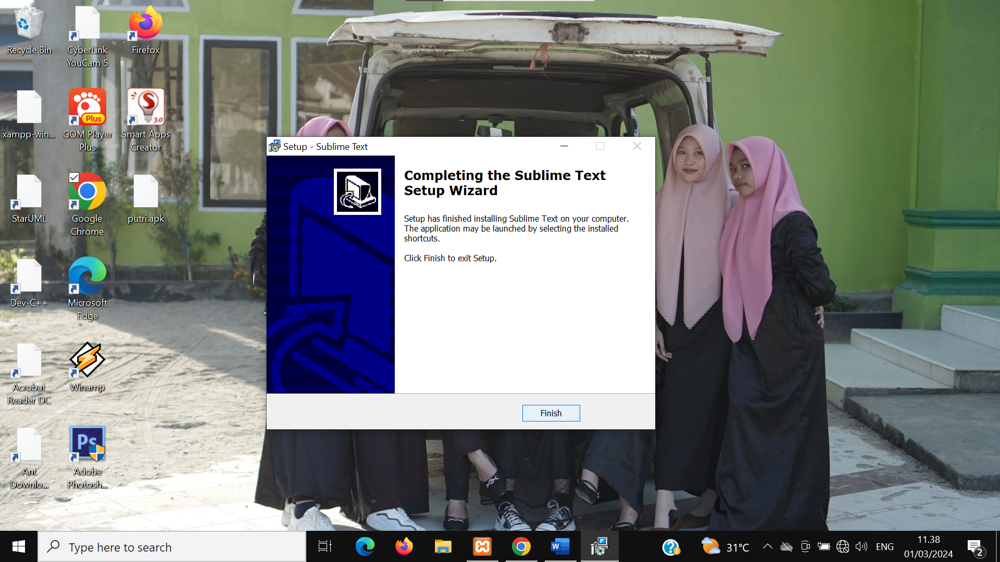 Recycle Bin
CyberLink
YouCam 5
Firefox
xampp-win...
GOM Player
Plus
Plus
Smart Apps
Creator
S
3.0
StarUML
Google
Chrome
putri.apk
Dev-C++
Microsoft
Edge
Acrobat
Reader DC
Winamp
Ant
Downlo...
Ps
Adobe
Photosh...
Setup - Sublime Text
Completing the Sublime Text
Setup Wizard
Setup has finished installing Sublime Text on your computer.
The application may be launched by selecting the installed
shortcuts.
Click Finish to exit Setup.
Finish
Type here to search
W
31°C
ENG
11.38
01/03/2024
2